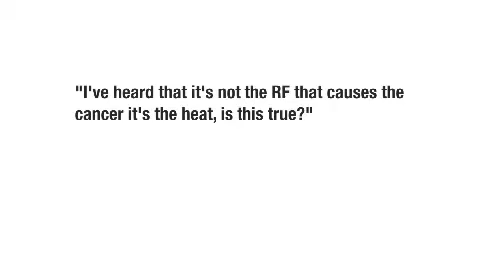 "I've heard that it's not the RF that causes the
cancer it's the heat, is this true?"